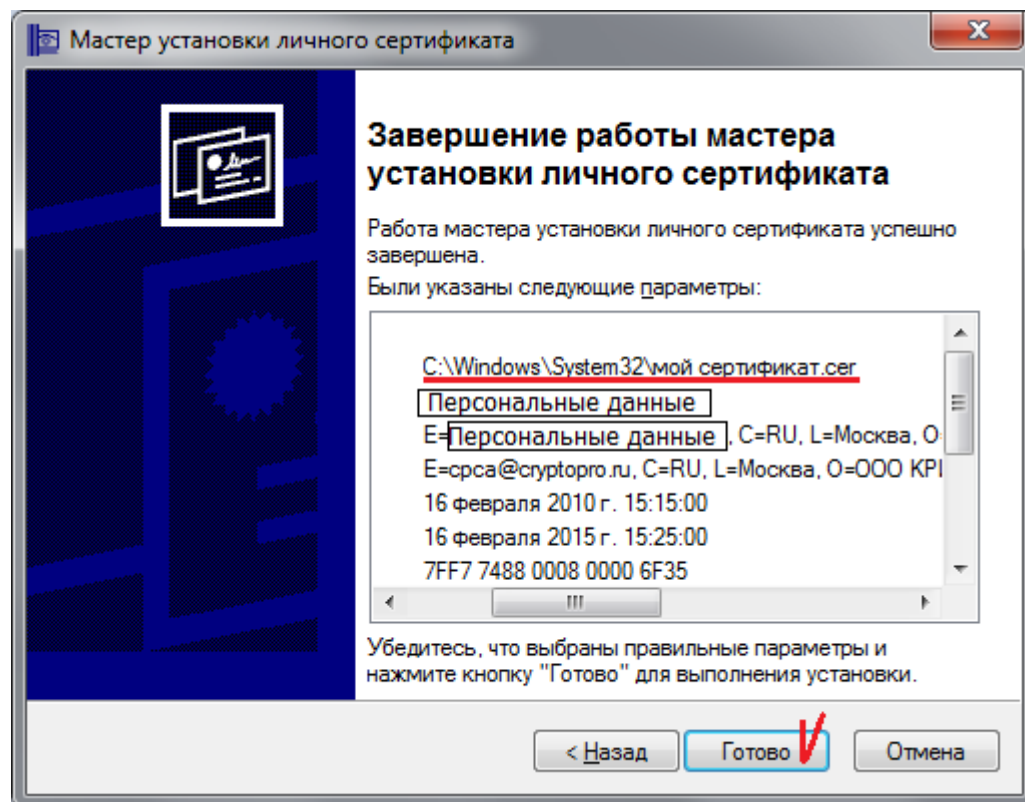 Мастер установки личного сертификата
Завершение работы мастера
установки личного сертификата
Работа мастера установки личного сертификата успешно
завершена.
Были указаны следующие параметры:
C:\Windows\System32\мой сертификат.cer
Персональные данные
E=Персональные данные , C=RU, L=Москва, O
E=cpca@cryptopro.ru, C=RU, L=Москва, O=ООО КРІ
16 февраля 2010 г. 15:15:00
16 февраля 2015 г. 15:25:00
7FF7 7488 0008 0000 6F35
Убедитесь, что выбраны правильные параметры и
нажмите кнопку "Готово" для выполнения установки.
< Назад Готово Отмена